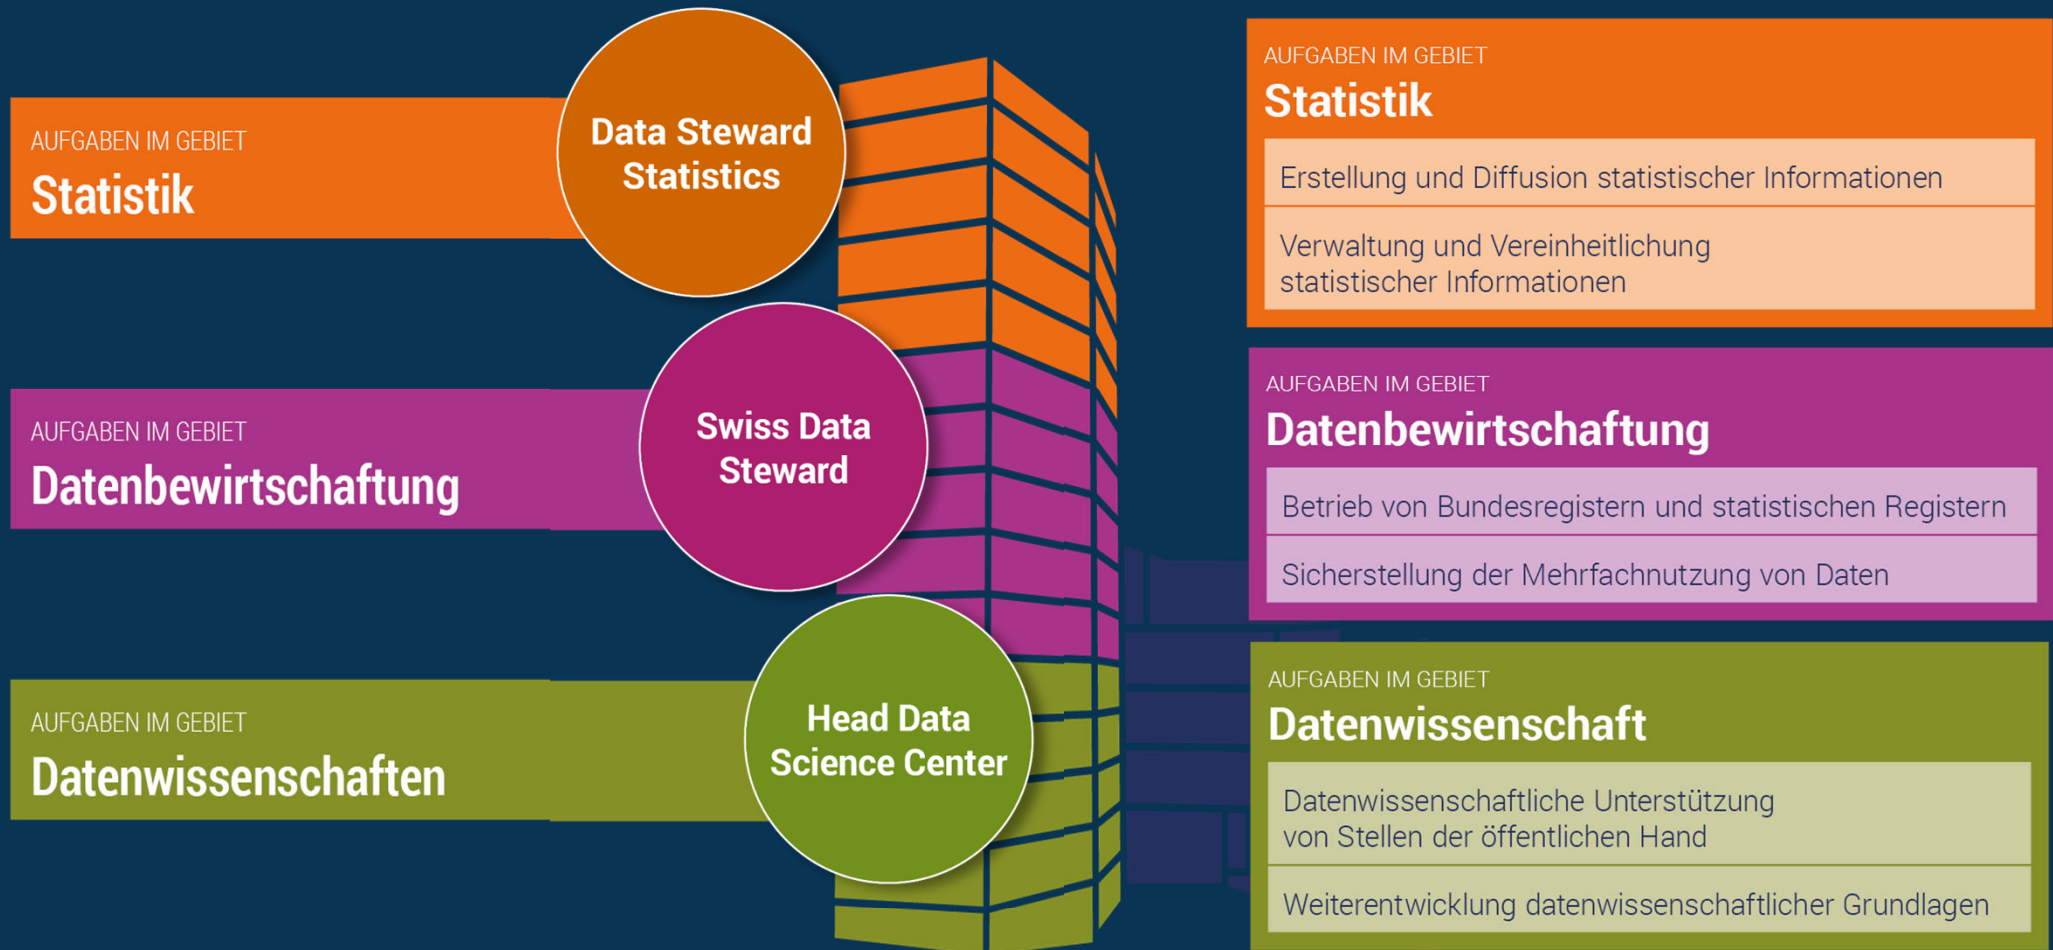 AUFGABEN IM GEBIET
Statistik
Data Steward
Statistics
AUFGABEN IM GEBIET
Datenbewirtschaftung
Swiss Data
Steward
AUFGABEN IM GEBIET
Datenwissenschaften
Head Data
Science Center
AUFGABEN IM GEBIET
Statistik
Erstellung und Diffusion statistischer Informationen
Verwaltung und Vereinheitlichung
statistischer Informationen
AUFGABEN IM GEBIET
Datenbewirtschaftung
Betrieb von Bundesregistern und statistischen Registern
Sicherstellung der Mehrfachnutzung von Daten
AUFGABEN IM GEBIET
Datenwissenschaft
Datenwissenschaftliche Unterstützung
von Stellen der öffentlichen Hand
Weiterentwicklung datenwissenschaftlicher Grundlagen